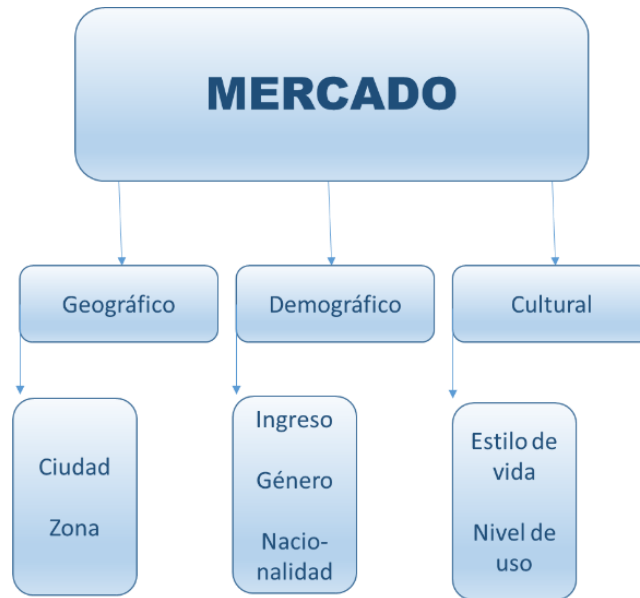 MERCADO
Geográfico
Demográfico
Cultural
Ciudad
Zona
Ingreso
Género
Nacio-
nalidad
Estilo de
vida
Nivel de
uso